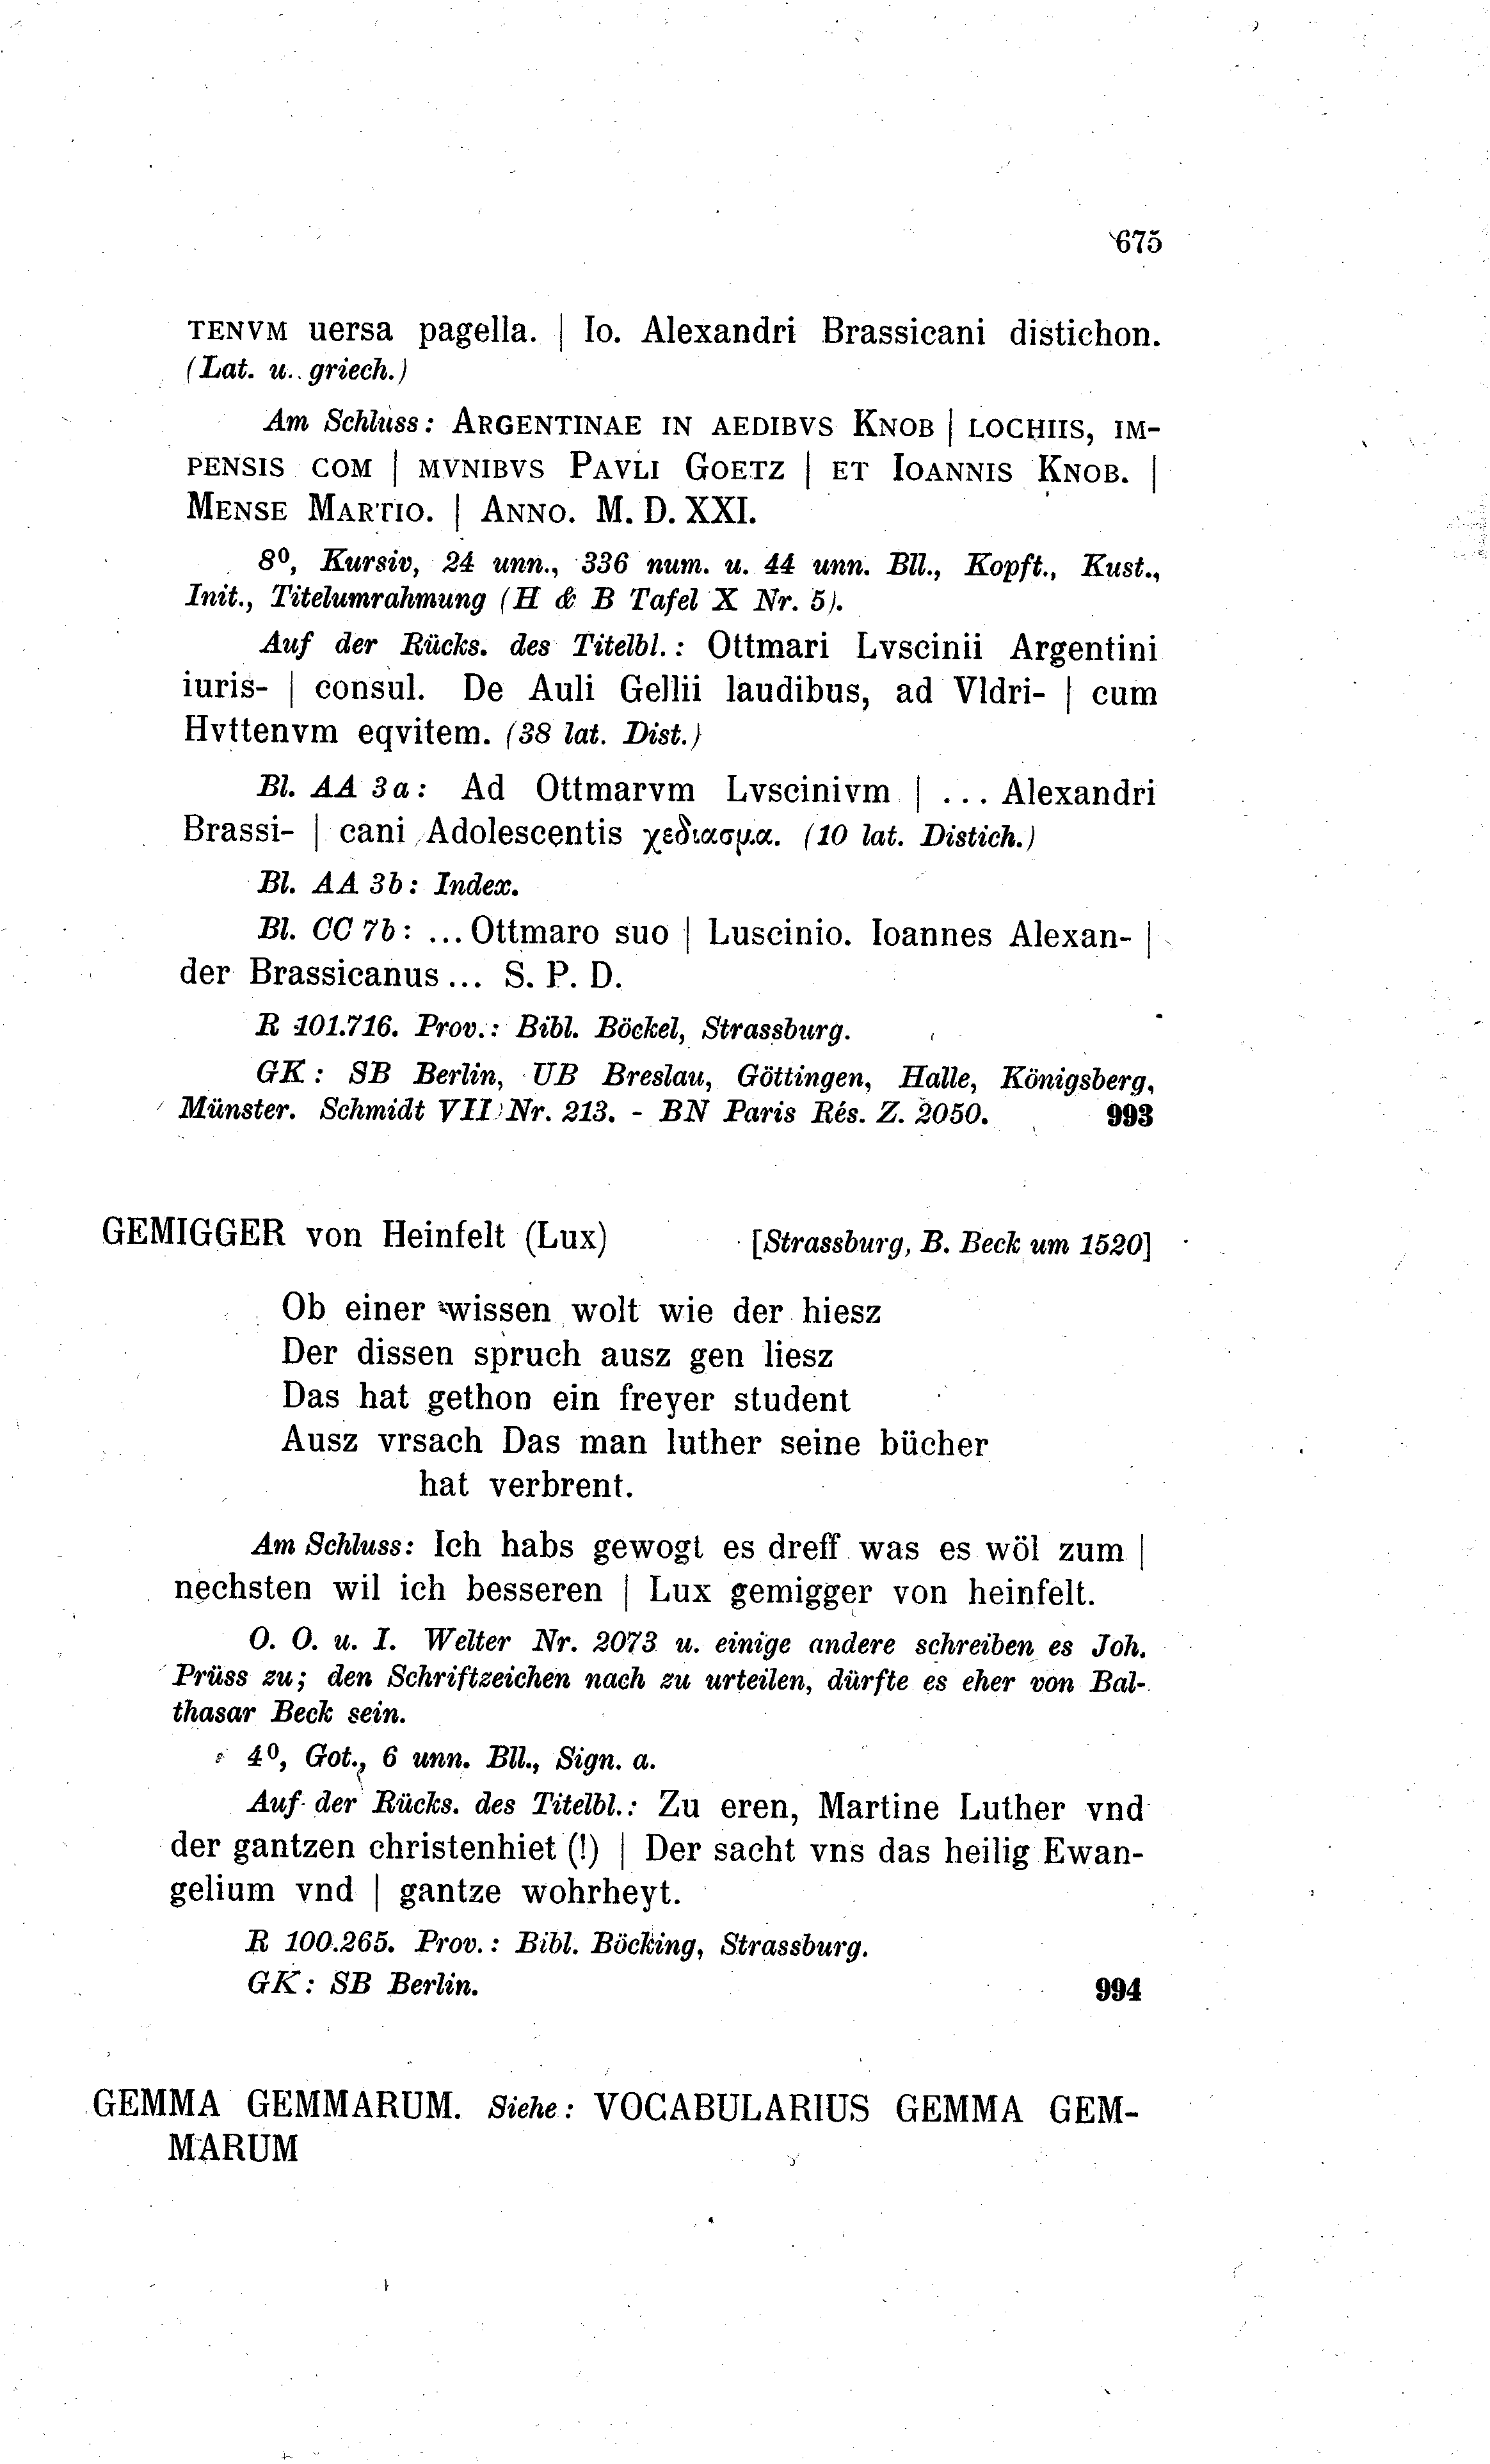 675
TENVM uersa pagella. | Io. Alexandri Brassicani distichon.
(Lat. u. griech.)
Am Schluss: ARGENTINAE IN AEDIBVS KNOB | LOCHIIS, IM-
PENSIS COM | MVNIBVS PAVLI GOETZ | ET IOANNIS KNOB. |
MENSE MARTIO. | ANNO. M. D. XXI.
8⁰, Kursiv, 24 unn., 336 num. u. 44 unn. Bll., Kopft., Kust.,
Init., Titelumrahmung (H & B Tafel X Nr. 5).
Auf der Rücks. des Titelbl.: Ottmari Lvscinii Argentini
iuris- | consul. De Auli Gellii laudibus, ad Vldri- | cum
Hvttenvm eqvitem. (38 lat. Dist.)
Bl. AA 3a: Ad Ottmarvm Lvscinivm | ... Alexandri
Brassi- | cani Adolescentis χεδιασμα. (10 lat. Distich.)
Bl. AA 3b: Index.
Bl. CC 7b: ... Ottmaro suo | Luscinio. Ioannes Alexan- |
der Brassicanus ... S. P. D.
R 101.716. Prov.: Bibl. Böckel, Strassburg.
GK: SB Berlin, UB Breslau, Göttingen, Halle, Königsberg,
Münster. Schmidt VII Nr. 213. - BN Paris Rés. Z. 2050. 993
GEMIGGER von Heinfelt (Lux) [Strassburg, B. Beck um 1520]
Ob einer wissen wolt wie der hiesz
Der dissen spruch ausz gen liesz
Das hat gethon ein freyer student
Ausz vrsach Das man luther seine bücher
hat verbrent.
Am Schluss: Ich habs gewogt es dreff was es wöl zum |
nechsten wil ich besseren | Lux gemigger von heinfelt.
O. O. u. I. Welter Nr. 2073 u. einige andere schreiben es Joh.
Prüss zu; den Schriftzeichen nach zu urteilen, dürfte es eher von Bal-
thasar Beck sein.
4⁰, Got., 6 unn. Bll., Sign. a.
Auf der Rücks. des Titelbl.: Zu eren, Martine Luther vnd
der gantzen christenhiet (!) | Der sacht vns das heilig Ewan-
gelium vnd | gantze wohrheyt.
R 100.265. Prov.: Bibl. Böcking, Strassburg.
GK: SB Berlin. 994
GEMMA GEMMARUM. Siehe: VOCABULARIUS GEMMA GEM-
MARUM